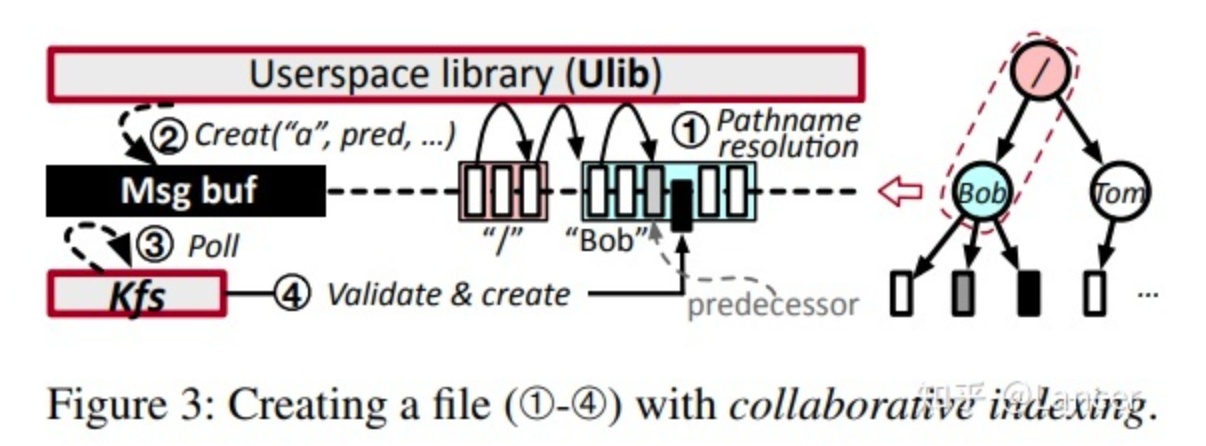 Userspace library (Ulib)
② Creat(“a”, pred, …)
① Pathname
resolution
Msg buf
“/”
“Bob”
③ Poll
Kfs
④ Validate & create
predecessor
/
Bob
Tom
...
Figure 3: Creating a file (①-④) with collaborative indexing.
知乎 @Lancer